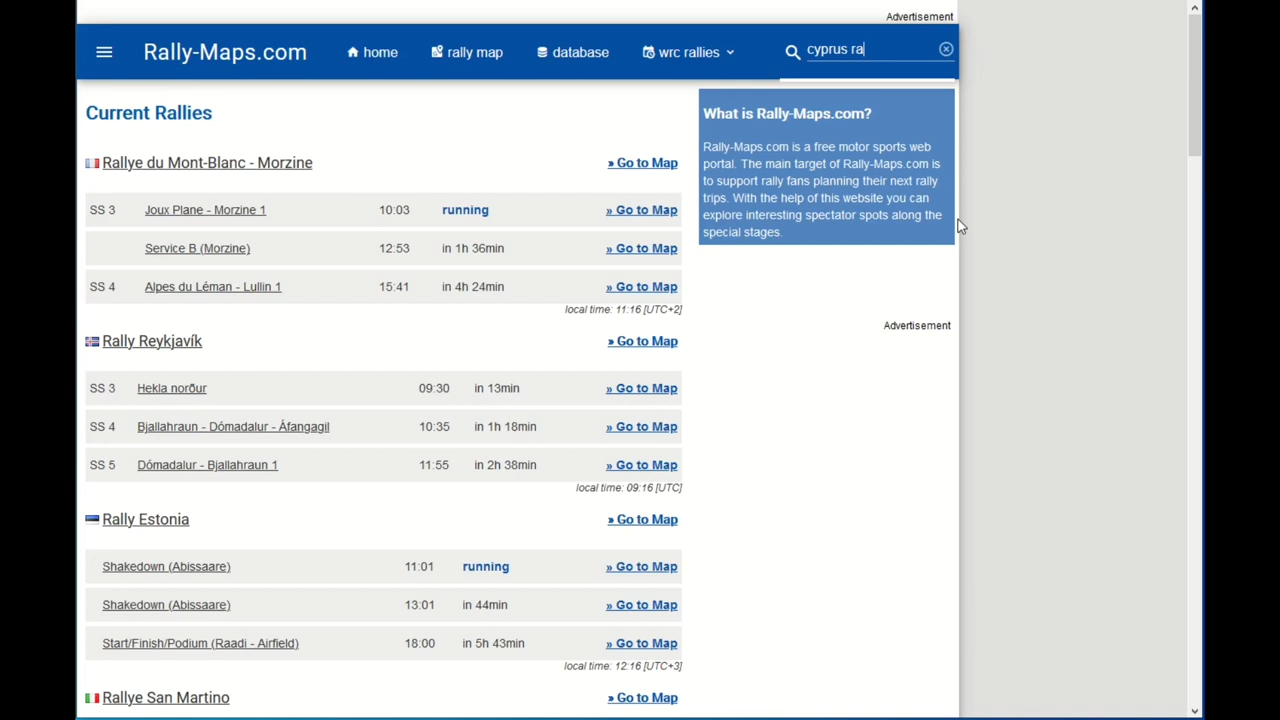 Advertisement
Rally-Maps.com home rally map database wrc rallies cyprus ra
Current Rallies
What is Rally-Maps.com?
Rally-Maps.com is a free motor sports web
portal. The main target of Rally-Maps.com is
to support rally fans planning their next rally
trips. With the help of this website you can
explore interesting spectator spots along the
special stages.
Advertisement
Rallye du Mont-Blanc - Morzine » Go to Map
SS 3 Joux Plane - Morzine 1 10:03 running » Go to Map
Service B (Morzine) 12:53 in 1h 36min » Go to Map
SS 4 Alpes du Léman - Lullin 1 15:41 in 4h 24min » Go to Map
local time: 11:16 [UTC+2]
Rally Reykjavík » Go to Map
SS 3 Hekla norður 09:30 in 13min » Go to Map
SS 4 Bjallahraun - Dómadalur - Áfangagil 10:35 in 1h 18min » Go to Map
SS 5 Dómadalur - Bjallahraun 1 11:55 in 2h 38min » Go to Map
local time: 09:16 [UTC]
Rally Estonia » Go to Map
Shakedown (Abissaare) 11:01 running » Go to Map
Shakedown (Abissaare) 13:01 in 44min » Go to Map
Start/Finish/Podium (Raadi - Airfield) 18:00 in 5h 43min » Go to Map
local time: 12:16 [UTC+3]
Rallye San Martino » Go to Map